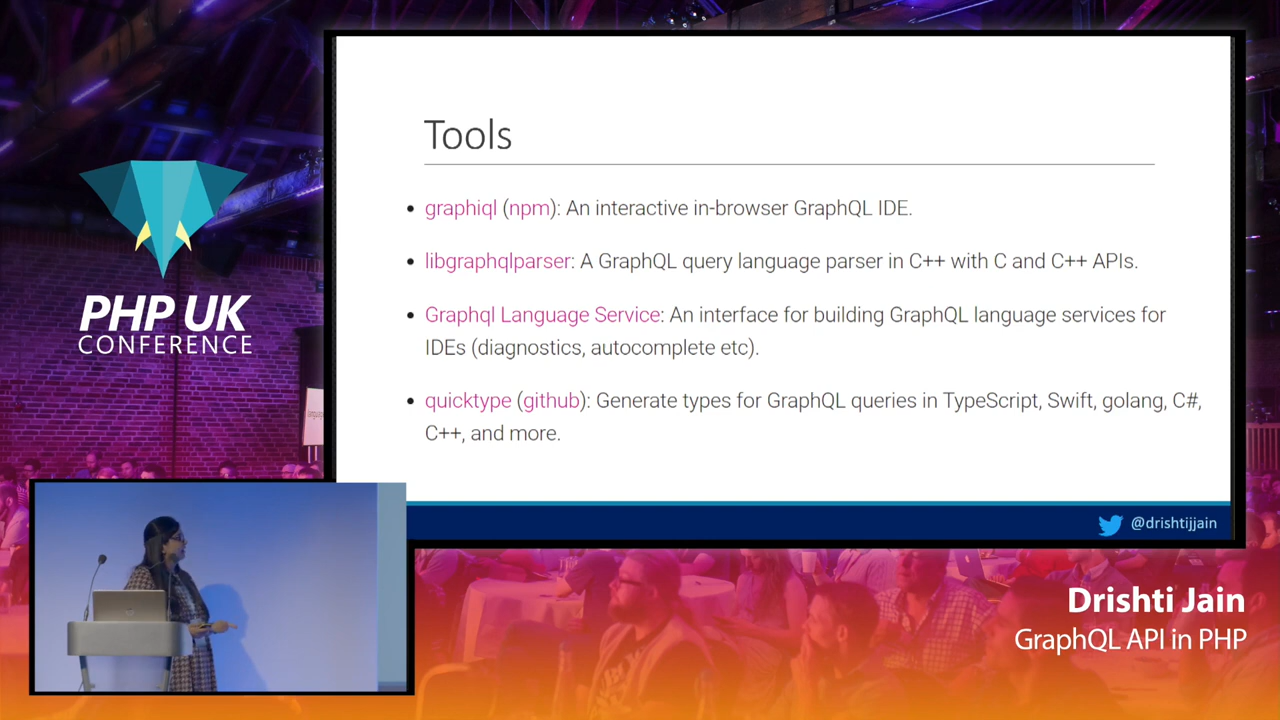 PHP UK
CONFERENCE
Tools
• graphiql (npm): An interactive in-browser GraphQL IDE.
• libgraphqlparser: A GraphQL query language parser in C++ with C and C++ APIs.
• Graphql Language Service: An interface for building GraphQL language services for
IDEs (diagnostics, autocomplete etc).
• quicktype (github): Generate types for GraphQL queries in TypeScript, Swift, golang, C#,
C++, and more.
@drishtijjain
Drishti Jain
GraphQL API in PHP